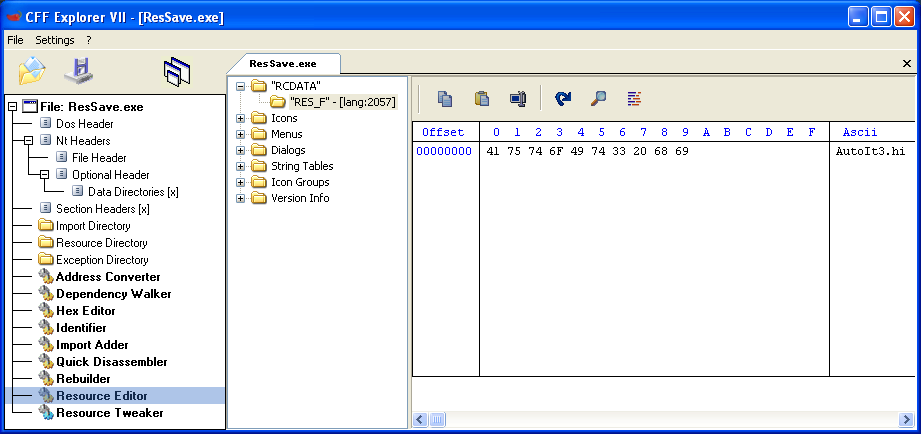 CFF Explorer VII - [ResSave.exe]
File Settings ?
ResSave.exe
File: ResSave.exe
Dos Header
Nt Headers
File Header
Optional Header
Data Directories [x]
Section Headers [x]
Import Directory
Resource Directory
Exception Directory
Address Converter
Dependency Walker
Hex Editor
Identifier
Import Adder
Quick Disassembler
Rebuilder
Resource Editor
Resource Tweaker
"RCDATA"
"RES_F" - [lang:2057]
Icons
Menus
Dialogs
String Tables
Icon Groups
Version Info
Offset 0 1 2 3 4 5 6 7 8 9 A B C D E F Ascii
00000000 41 75 74 6F 49 74 33 20 68 69 AutoIt3.hi